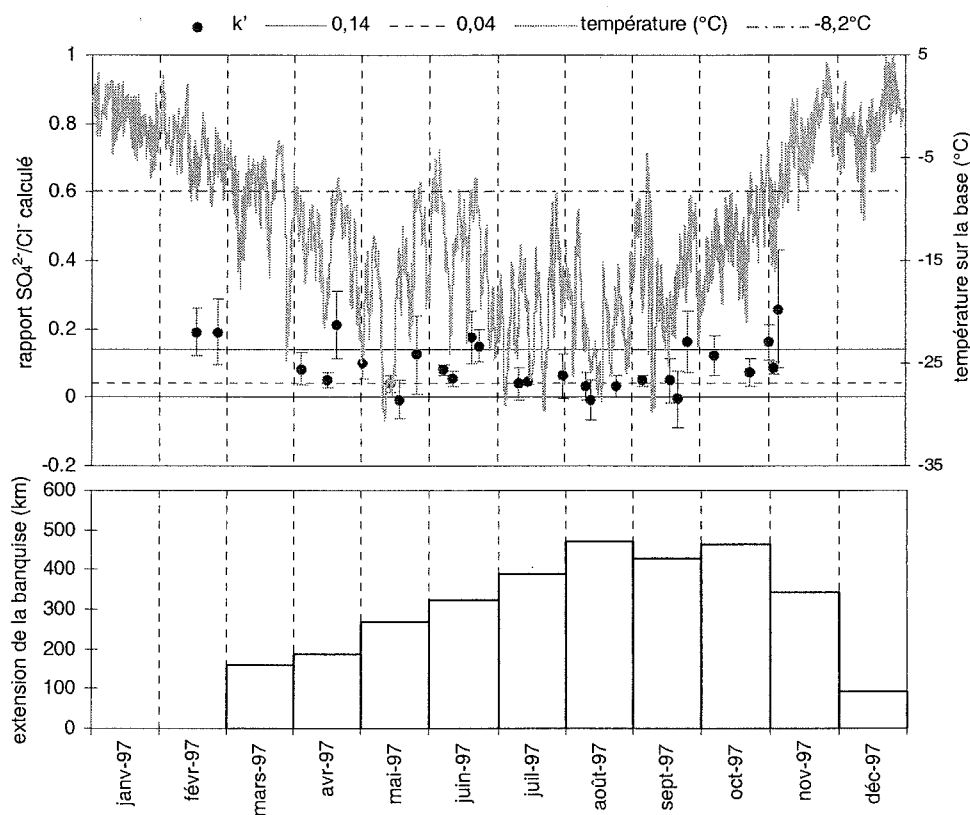 k' 0,14 0,04 température (°C) -8,2°C
1 5
0.8 -5
0.6
0.4 -15
0.2 -25
0
-0.2 -35
rapport SO₄²⁻/Cl⁻ calculé
température sur la base (°C)
600
500
400
300
200
100
0
extension de la banquise (km)
janv-97 févr-97 mars-97 avr-97 mai-97 juin-97 juil-97 août-97 sept-97 oct-97 nov-97 déc-97